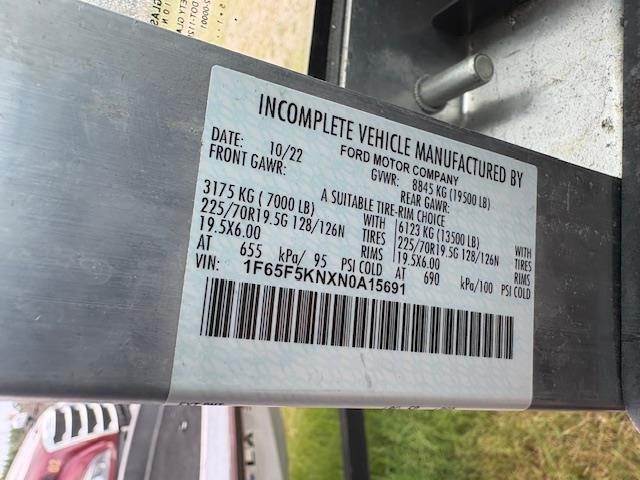 INCOMPLETE VEHICLE MANUFACTURED BY
FORD MOTOR COMPANY
DATE: 10/22 GVWR: 8845 KG (19500 LB)
FRONT GAWR: REAR GAWR:
A SUITABLE TIRE-RIM CHOICE
3175 KG ( 7000 LB) WITH 6123 KG (13500 LB) WITH
225/70R19.5G 128/126N TIRES 225/70R19.5G 128/126N TIRES
19.5X6.00 RIMS 19.5X6.00 RIMS
AT 655 kPa/ 95 PSI COLD AT 690 kPa/100 PSI COLD
VIN: 1F65F5KNXN0A15691